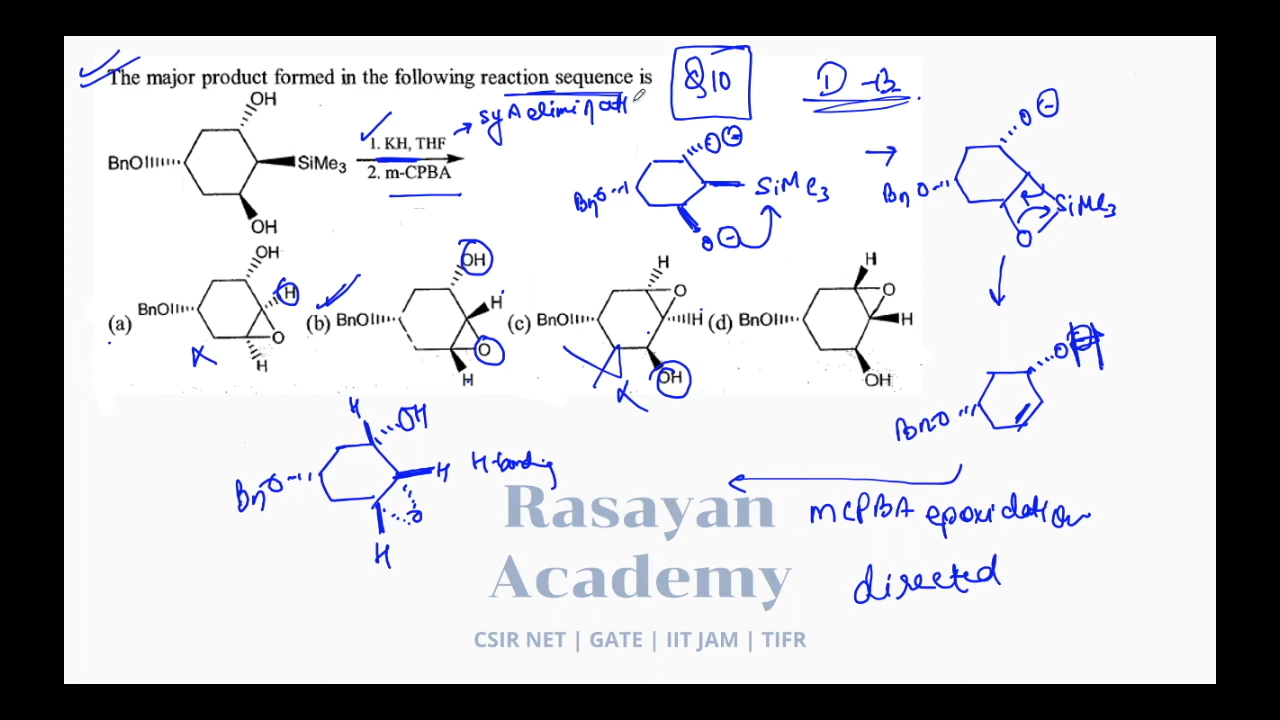 The major product formed in the following reaction sequence is
Q10
D-B
OH
BnO
SiMe3
OH
1. KH, THF
2. m-CPBA
syn elimination
BnO
O
SiMe3
O
BnO
O
SiMe3
O
(a)
BnO
OH
H
O
H
(b)
BnO
OH
H
O
H
(c)
BnO
H
O
H
OH
(d)
BnO
H
O
H
OH
BnO
OH
H
OH
BnO
H
O
H
H-bonding
mCPBA epoxidation
directed
Rasayan
Academy
CSIR NET | GATE | IIT JAM | TIFR